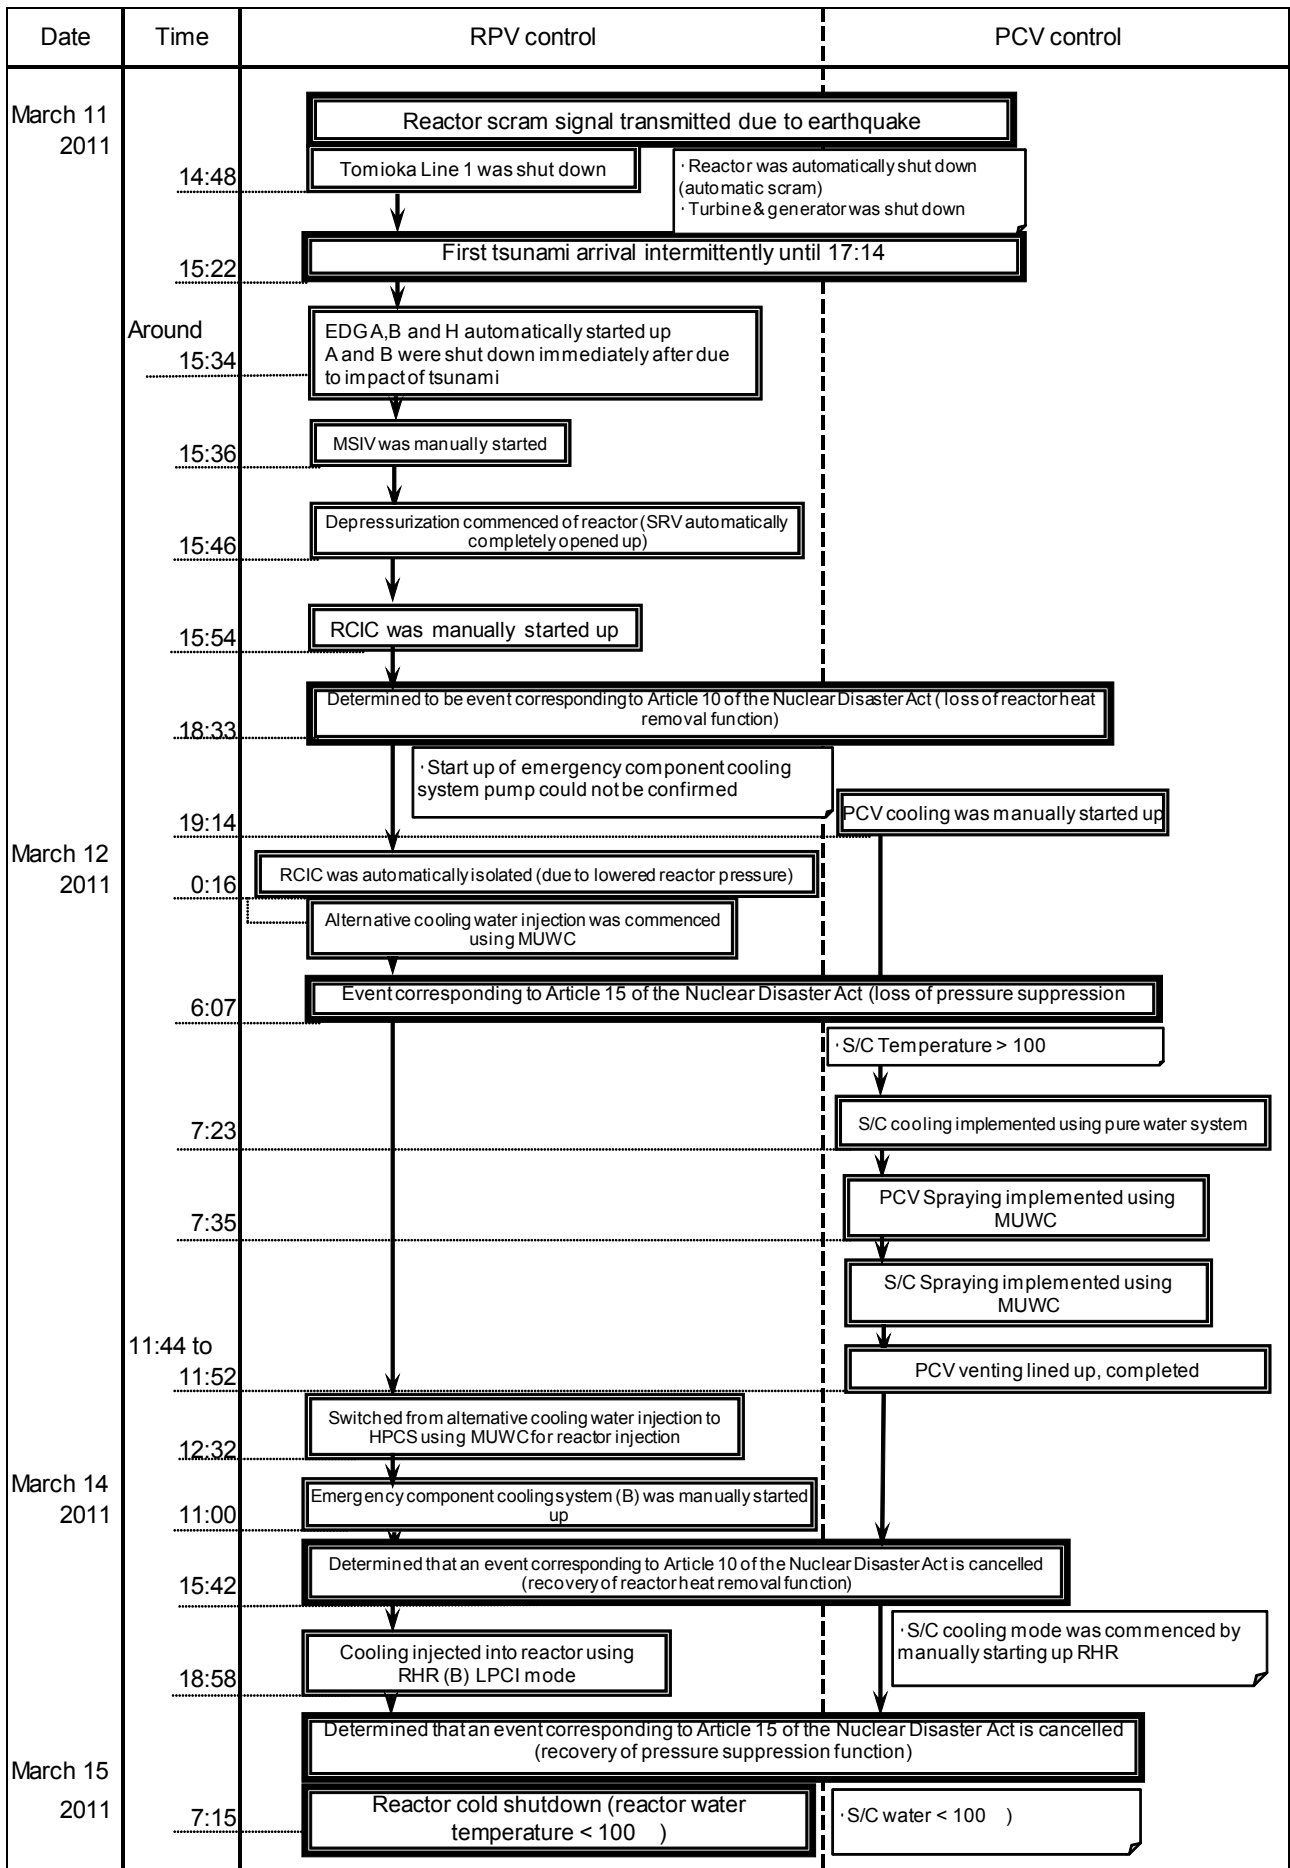 Date
Time
RPV control
PCV control
March 11
2011
Reactor scram signal transmitted due to earthquake
14:48
Tomioka Line 1 was shut down
· Reactor was automatically shut down
(automatic scram)
· Turbine & generator was shut down
15:22
First tsunami arrival intermittently until 17:14
Around
15:34
EDG A,B and H automatically started up
A and B were shut down immediately after due
to impact of tsunami
15:36
MSIV was manually started
15:46
Depressurization commenced of reactor (SRV automatically
completely opened up)
15:54
RCIC was manually started up
18:33
Determined to be event corresponding to Article 10 of the Nuclear Disaster Act ( loss of reactor heat
removal function)
· Start up of emergency component cooling
system pump could not be confirmed
19:14
PCV cooling was manually started up
March 12
2011
0:16
RCIC was automatically isolated (due to lowered reactor pressure)
Alternative cooling water injection was commenced
using MUWC
6:07
Event corresponding to Article 15 of the Nuclear Disaster Act (loss of pressure suppression
· S/C Temperature > 100
7:23
S/C cooling implemented using pure water system
7:35
PCV Spraying implemented using
MUWC
S/C Spraying implemented using
MUWC
11:44 to
11:52
PCV venting lined up, completed
12:32
Switched from alternative cooling water injection to
HPCS using MUWC for reactor injection
March 14
2011
11:00
Emergency component cooling system (B) was manually started
up
15:42
Determined that an event corresponding to Article 10 of the Nuclear Disaster Act is cancelled
(recovery of reactor heat removal function)
· S/C cooling mode was commenced by
manually starting up RHR
18:58
Cooling injected into reactor using
RHR (B) LPCI mode
Determined that an event corresponding to Article 15 of the Nuclear Disaster Act is cancelled
(recovery of pressure suppression function)
March 15
2011
7:15
Reactor cold shutdown (reactor water
temperature < 100 )
· S/C water < 100 )